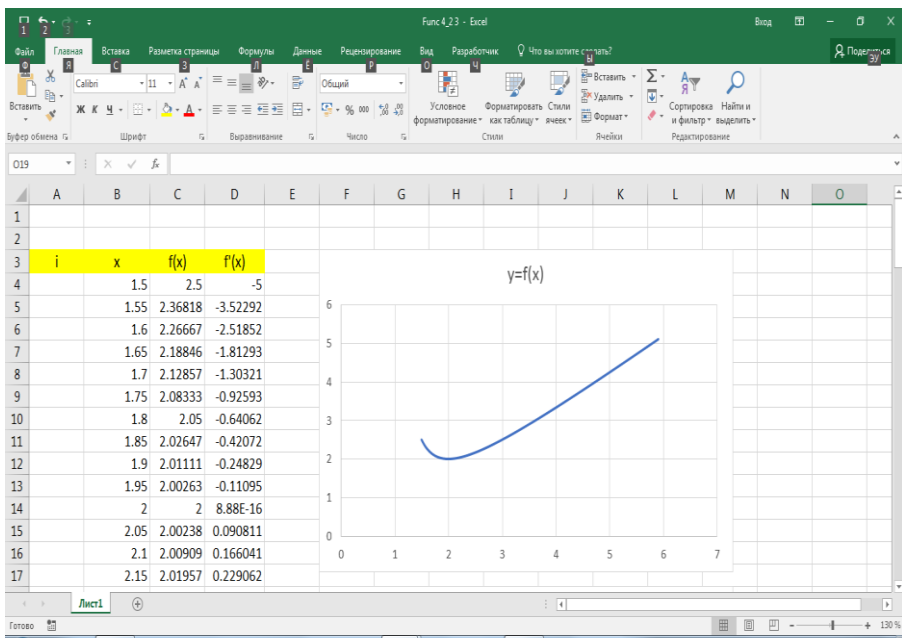 1 2 3
Func 4_23 - Excel
Вход
Файл Главная Вставка Разметка страницы Формулы Данные Рецензирование Вид Разработчик Что вы хотите сделать? Поделиться
Ф Я С З Л Ё Р О Ч Ы ЗУ
Вставить
Calibri 11
Ж К Ч
Общий
% 000
Условное форматирование
Форматировать как таблицу
Стили ячеек
Вставить
Удалить
Формат
Сортировка и фильтр
Найти и выделить
Буфер обмена Шрифт Выравнивание Число Стили Ячейки Редактирование
O19 fx
A B C D E F G H I J K L M N O
1
2
3 i x f(x) f'(x)
4 1.5 2.5 -5
5 1.55 2.36818 -3.52292
6 1.6 2.26667 -2.51852
7 1.65 2.18846 -1.81293
8 1.7 2.12857 -1.30321
9 1.75 2.08333 -0.92593
10 1.8 2.05 -0.64062
11 1.85 2.02647 -0.42072
12 1.9 2.01111 -0.24829
13 1.95 2.00263 -0.11095
14 2 2 8.88E-16
15 2.05 2.00238 0.090811
16 2.1 2.00909 0.166041
17 2.15 2.01957 0.229062
y=f(x)
6
5
4
3
2
1
0
0 1 2 3 4 5 6 7
Лист1
Готово
130 %